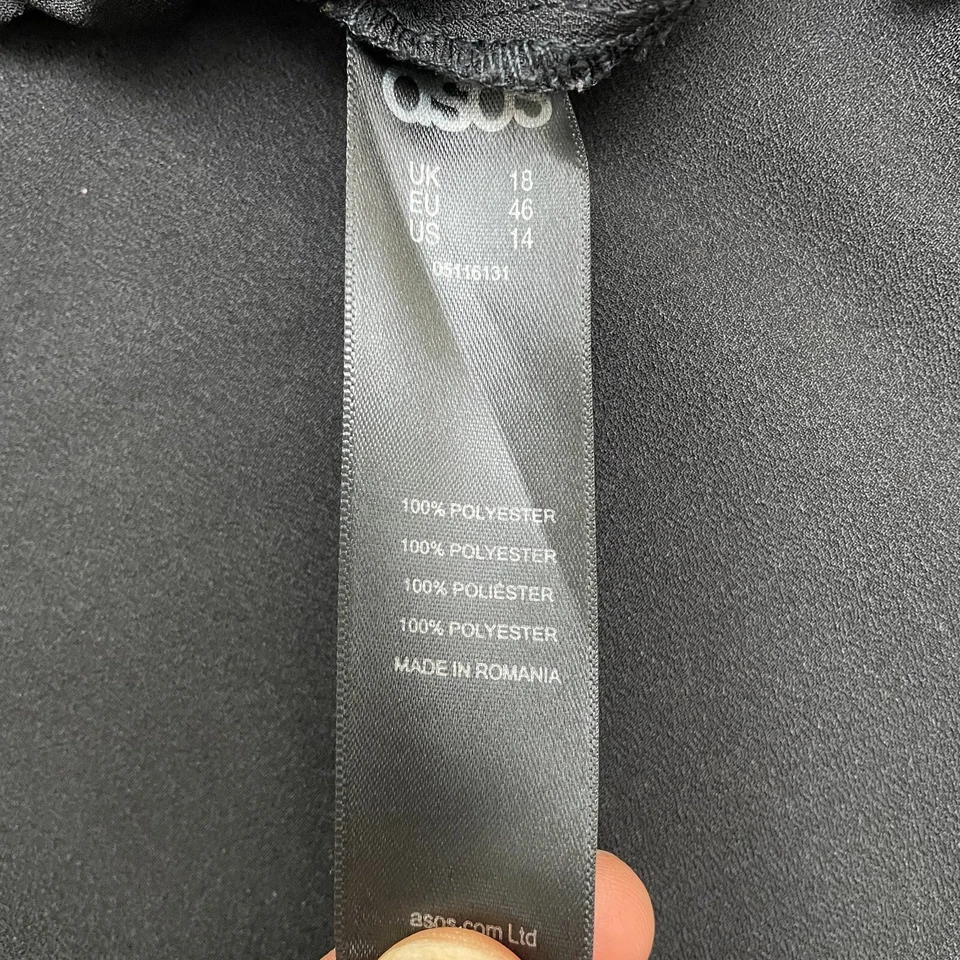 asos
UK 18
EU 46
US 14
05116131
100% POLYESTER
100% POLYESTER
100% POLIÉSTER
100% POLYESTER
MADE IN ROMANIA
asos.com Ltd